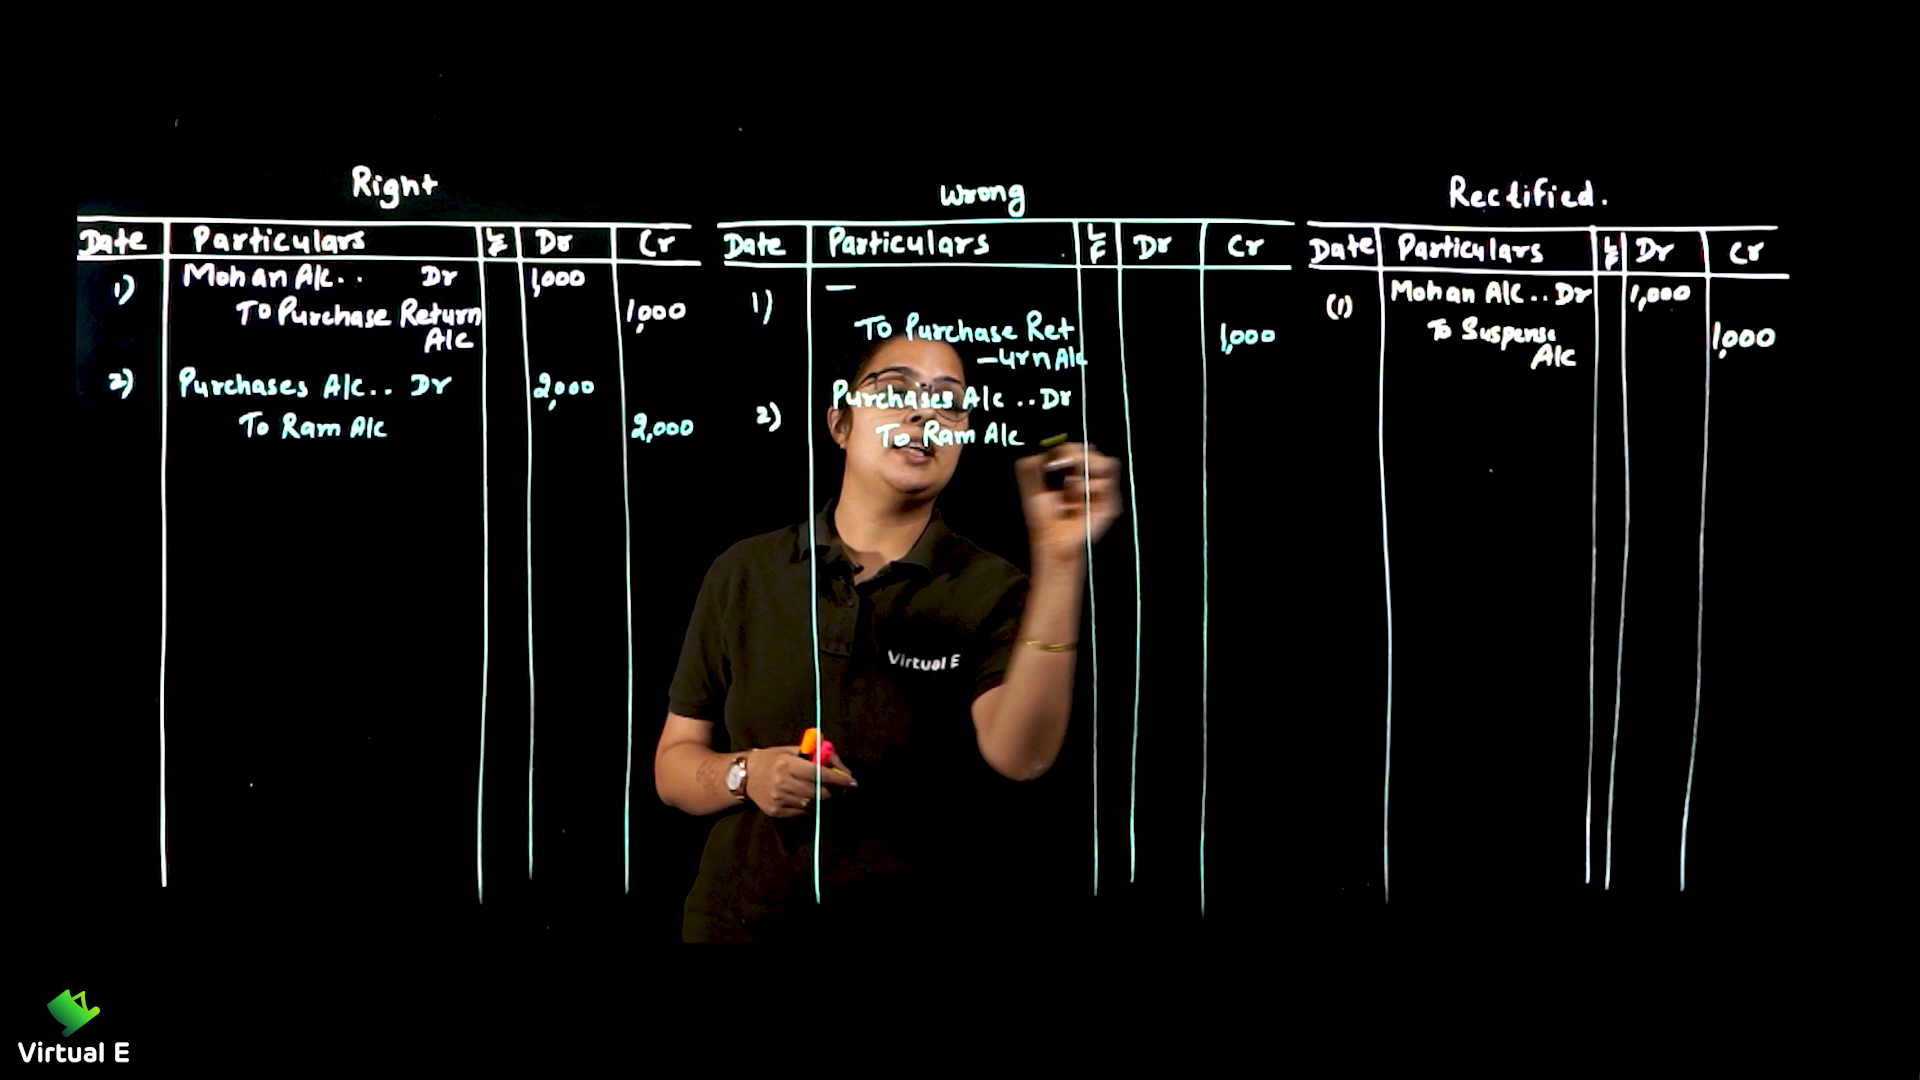 Right
Date Particulars L/F Dr Cr
1) Mohan A/c.. Dr 1,000
To Purchase Return 1,000
A/c
2) Purchases A/c.. Dr 2,000
To Ram A/c 2,000
Wrong
Date Particulars LF Dr Cr
1) —
To Purchase Ret 1,000
-urn A/c
2) Purchases A/c ..Dr
To Ram A/c
Rectified.
Date Particulars L/F Dr Cr
(1) Mohan A/c .. Dr 1,000
To Suspense 1,000
A/c
Virtual E
Virtual E